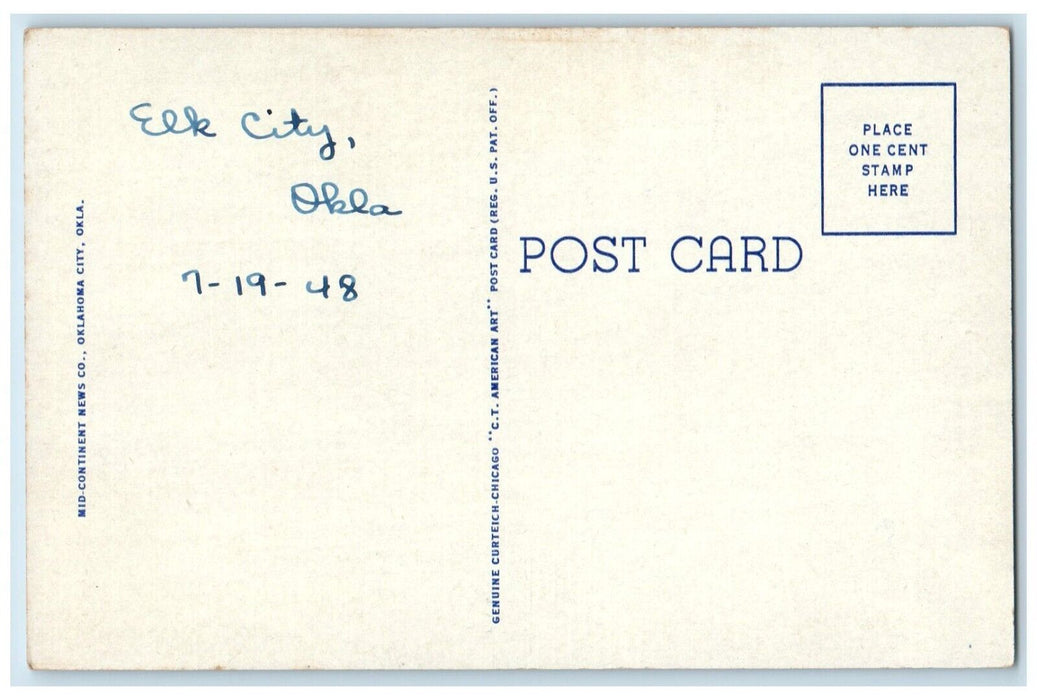 Elk City,
Okla
7-19-48
MID-CONTINENT NEWS CO., OKLAHOMA CITY, OKLA.
GENUINE CURTEICH-CHICAGO "C.T. AMERICAN ART" POST CARD (REG. U.S. PAT. OFF.)
POST CARD
PLACE
ONE CENT
STAMP
HERE